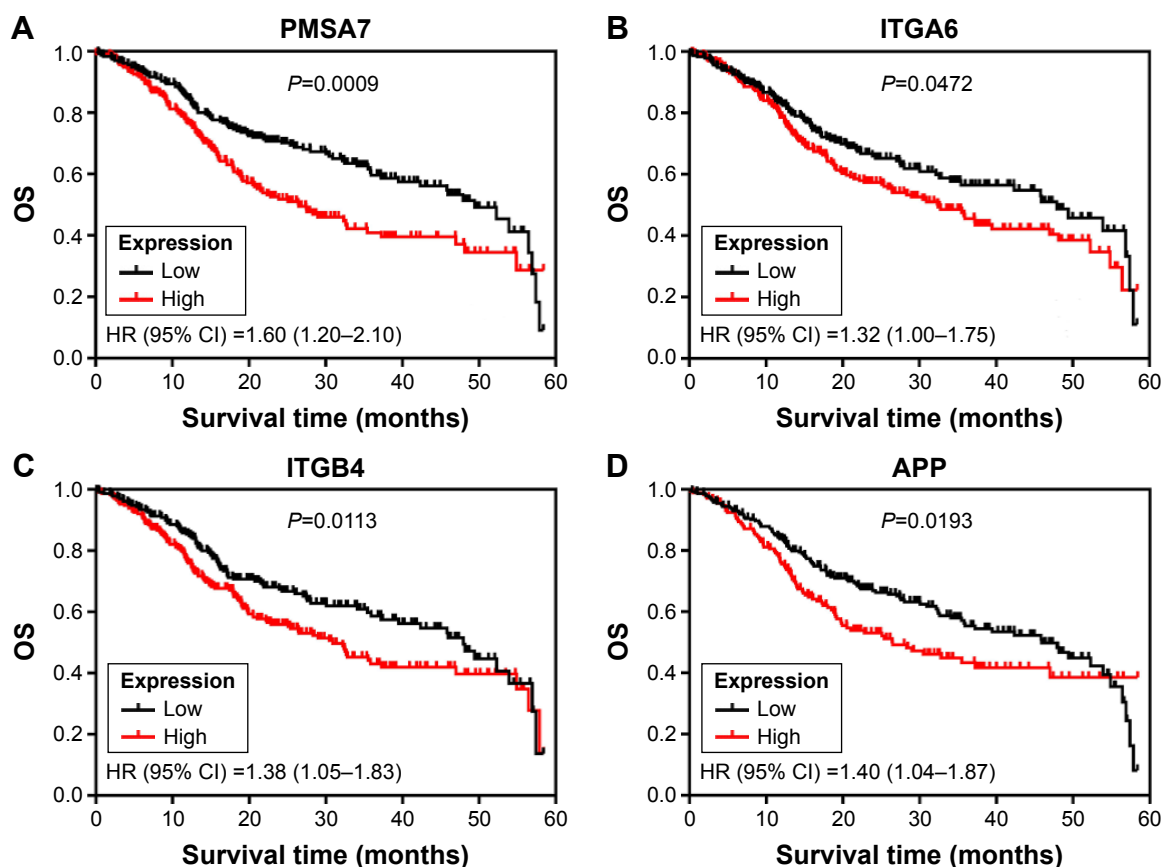 A
PMSA7
P=0.0009
OS
1.0
0.8
0.6
0.4
0.2
0.0
Expression
Low
High
HR (95% CI) =1.60 (1.20–2.10)
0 10 20 30 40 50 60
Survival time (months)
B
ITGA6
P=0.0472
OS
1.0
0.8
0.6
0.4
0.2
0.0
Expression
Low
High
HR (95% CI) =1.32 (1.00–1.75)
0 10 20 30 40 50 60
Survival time (months)
C
ITGB4
P=0.0113
OS
1.0
0.8
0.6
0.4
0.2
0.0
Expression
Low
High
HR (95% CI) =1.38 (1.05–1.83)
0 10 20 30 40 50 60
Survival time (months)
D
APP
P=0.0193
OS
1.0
0.8
0.6
0.4
0.2
0.0
Expression
Low
High
HR (95% CI) =1.40 (1.04–1.87)
0 10 20 30 40 50 60
Survival time (months)